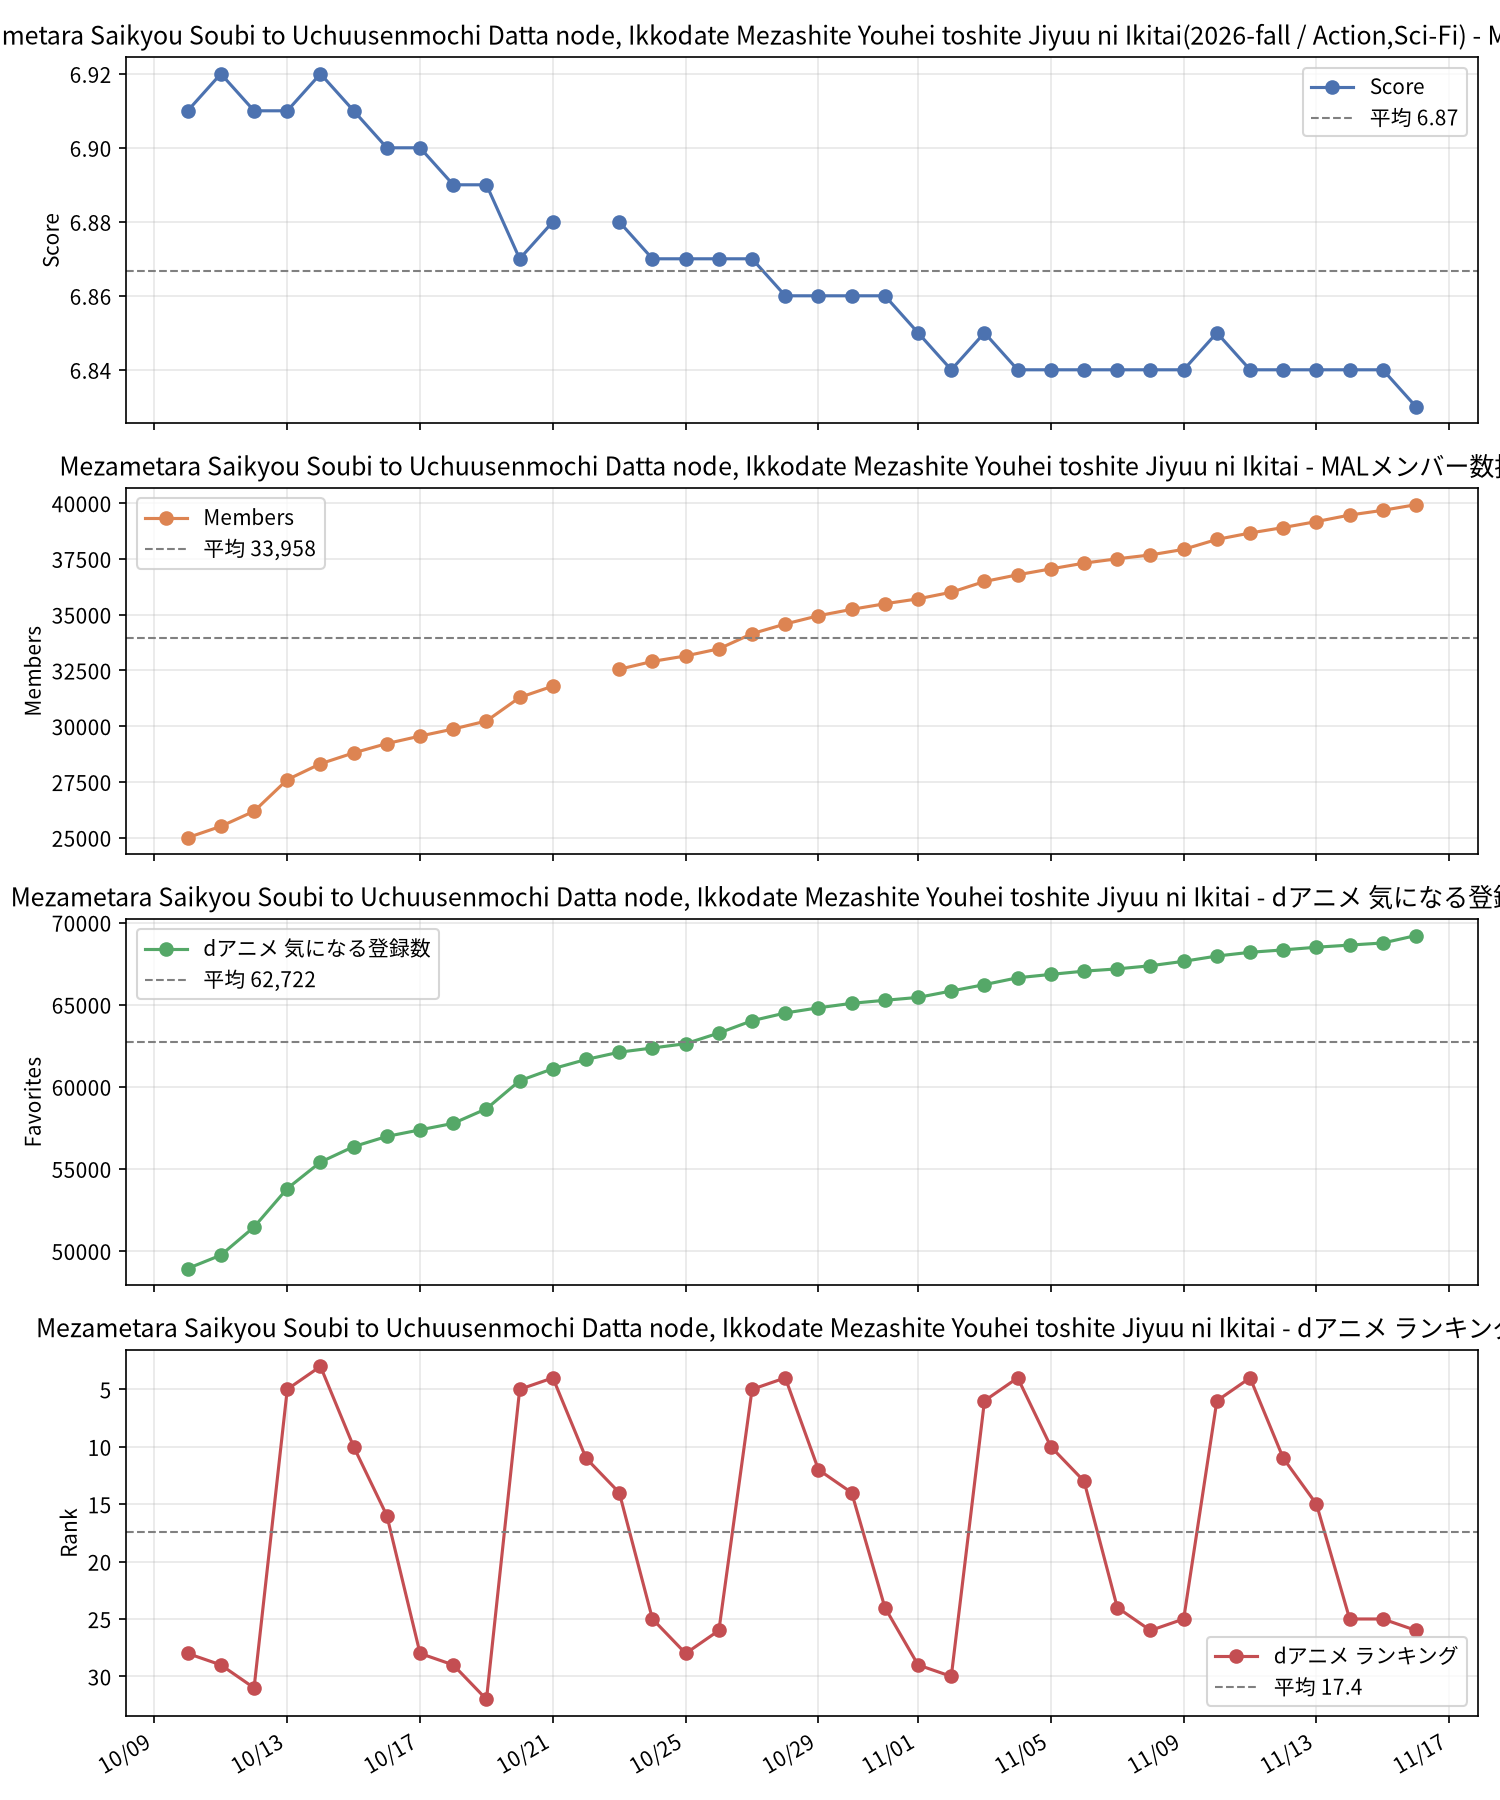 metara Saikyou Soubi to Uchuusenmochi Datta node, Ikkodate Mezashite Youhei toshite Jiyuu ni Ikitai(2026-fall / Action,Sci-Fi) - M
Score
6.92
6.90
6.88
6.86
6.84
Score
平均 6.87
Mezametara Saikyou Soubi to Uchuusenmochi Datta node, Ikkodate Mezashite Youhei toshite Jiyuu ni Ikitai - MALメンバー数推
Members
40000
37500
35000
32500
30000
27500
25000
Members
平均 33,958
Mezametara Saikyou Soubi to Uchuusenmochi Datta node, Ikkodate Mezashite Youhei toshite Jiyuu ni Ikitai - dアニメ 気になる登録
Favorites
70000
65000
60000
55000
50000
dアニメ 気になる登録数
平均 62,722
Mezametara Saikyou Soubi to Uchuusenmochi Datta node, Ikkodate Mezashite Youhei toshite Jiyuu ni Ikitai - dアニメ ランキング
Rank
5
10
15
20
25
30
dアニメ ランキング
平均 17.4
10/09
10/13
10/17
10/21
10/25
10/29
11/01
11/05
11/09
11/13
11/17